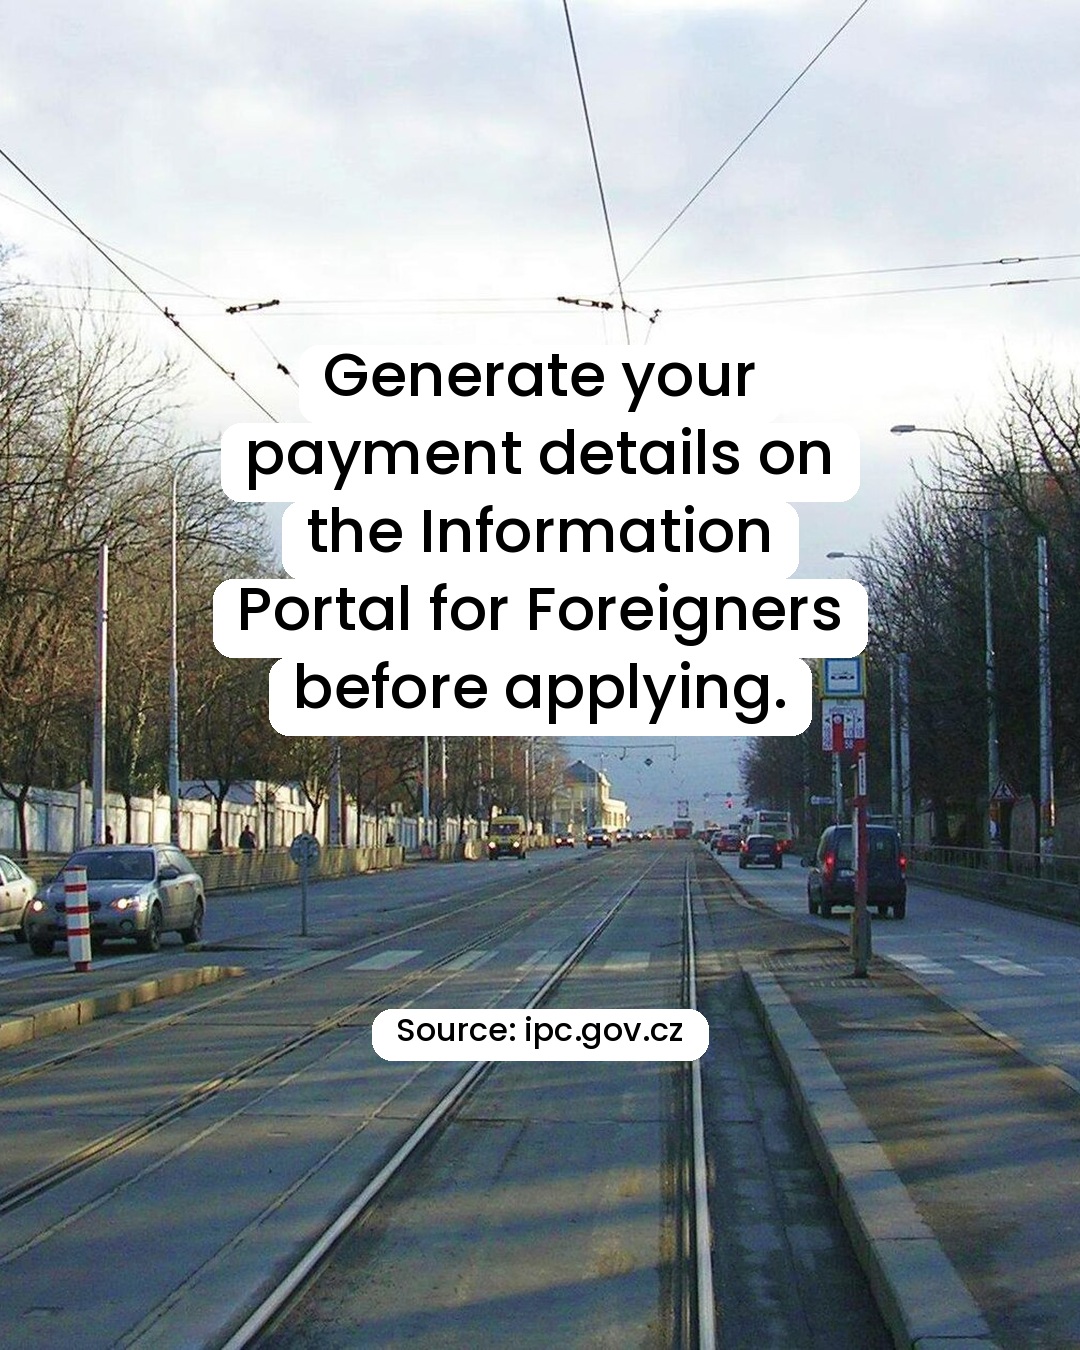 Generate your
payment details on
the Information
Portal for Foreigners
before applying.
Source: ipc.gov.cz